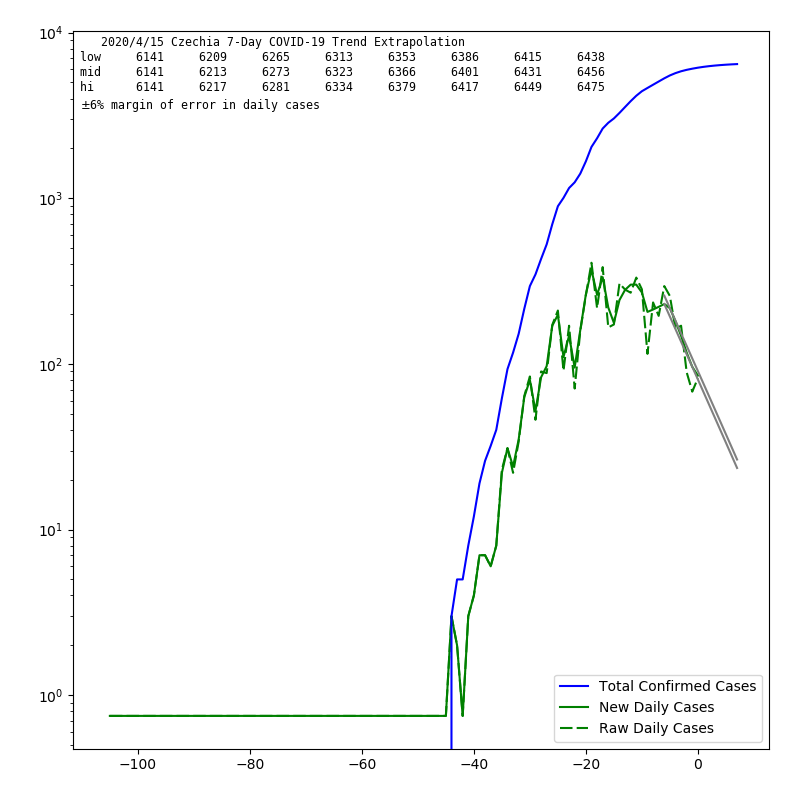 2020/4/15 Czechia 7-Day COVID-19 Trend Extrapolation
low 6141 6209 6265 6313 6353 6386 6415 6438
mid 6141 6213 6273 6323 6366 6401 6431 6456
hi 6141 6217 6281 6334 6379 6417 6449 6475
±6% margin of error in daily cases
10⁴
10³
10²
10¹
10⁰
Total Confirmed Cases
New Daily Cases
Raw Daily Cases
−100 −80 −60 −40 −20 0